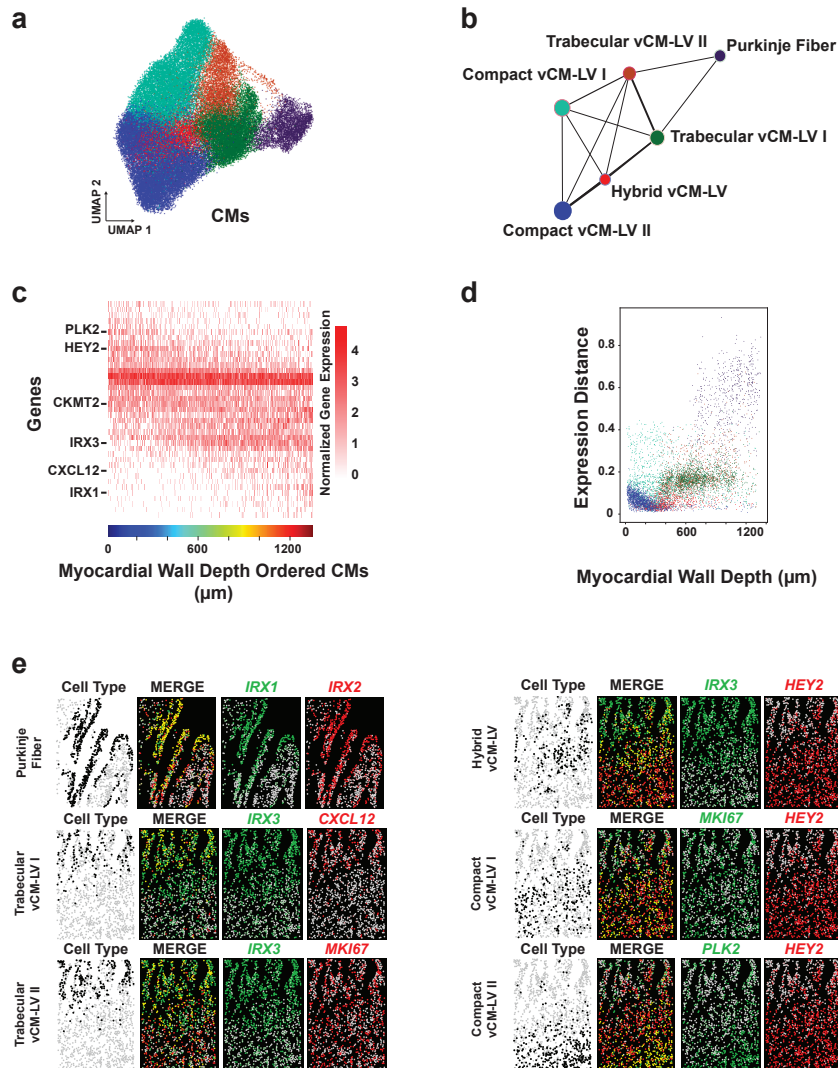 a
UMAP 2
UMAP 1
CMs
b
Trabecular vCM-LV II
Purkinje Fiber
Compact vCM-LV I
Trabecular vCM-LV I
Hybrid vCM-LV
Compact vCM-LV II
c
Genes
PLK2
HEY2
CKMT2
IRX3
CXCL12
IRX1
Normalized Gene Expression
4
3
2
1
0
0 600 1200
Myocardial Wall Depth Ordered CMs
(µm)
d
Expression Distance
0.8
0.6
0.4
0.2
0
0 600 1200
Myocardial Wall Depth (µm)
e
Cell Type MERGE IRX1 IRX2
Purkinje
Fiber
Cell Type MERGE IRX3 CXCL12
Trabecular
vCM-LV I
Cell Type MERGE IRX3 MKI67
Trabecular
vCM-LV II
Cell Type MERGE IRX3 HEY2
Hybrid
vCM-LV
Cell Type MERGE MKI67 HEY2
Compact
vCM-LV I
Cell Type MERGE PLK2 HEY2
Compact
vCM-LV II